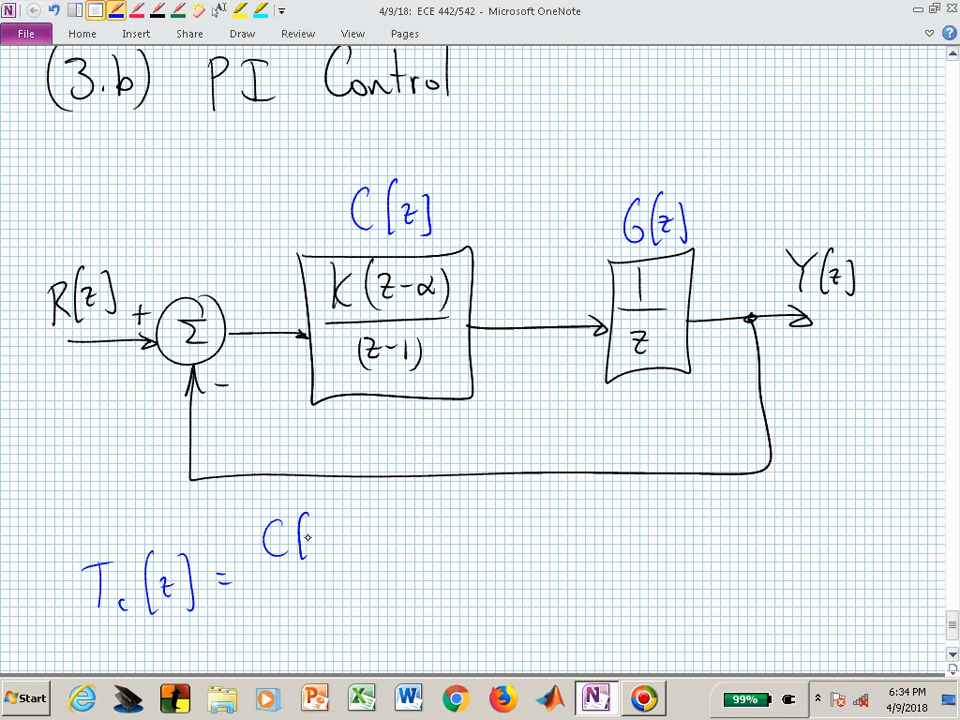 4/9/18: ECE 442/542 - Microsoft OneNote
File Home Insert Share Draw Review View Pages
(3.b) PI Control
C[z] G[z]
R[z] + Σ - K(z-α) / (z-1) 1 / z Y[z]
C[
T_c[z] =
Start 99% 6:34 PM
4/9/2018